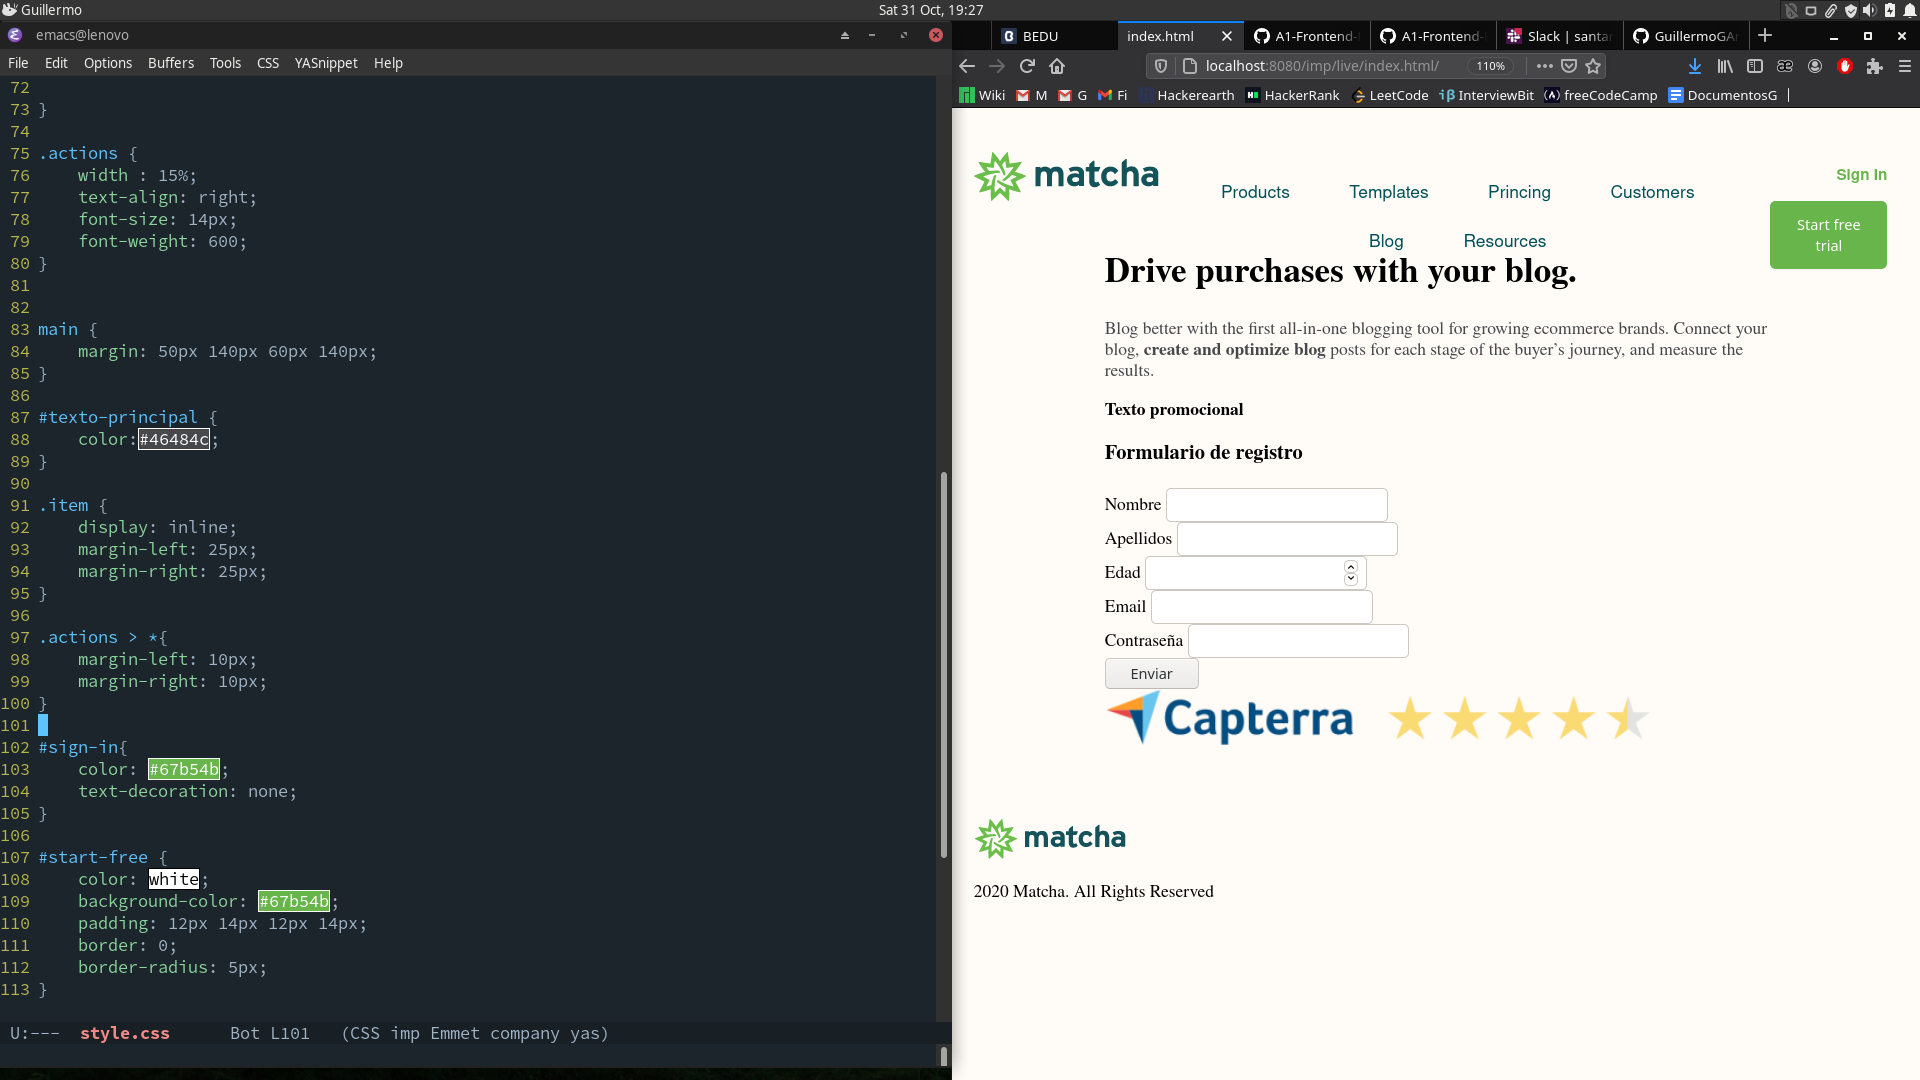 Guillermo
Sat 31 Oct, 19:27
emacs@lenovo
File Edit Options Buffers Tools CSS YASnippet Help
72
73 }
74
75 .actions {
76 width : 15%;
77 text-align: right;
78 font-size: 14px;
79 font-weight: 600;
80 }
81
82
83 main {
84 margin: 50px 140px 60px 140px;
85 }
86
87 #texto-principal {
88 color:#46484c;
89 }
90
91 .item {
92 display: inline;
93 margin-left: 25px;
94 margin-right: 25px;
95 }
96
97 .actions > *{
98 margin-left: 10px;
99 margin-right: 10px;
100 }
101
102 #sign-in{
103 color: #67b54b;
104 text-decoration: none;
105 }
106
107 #start-free {
108 color: white;
109 background-color: #67b54b;
110 padding: 12px 14px 12px 14px;
111 border: 0;
112 border-radius: 5px;
113 }
U:--- style.css Bot L101 (CSS imp Emmet company yas)
BEDU
index.html
A1-Frontend-
A1-Frontend-
Slack | santa
GuillermoGA
localhost:8080/imp/live/index.html/ 110%
Wiki M G Fi Hackerearth HackerRank LeetCode InterviewBit freeCodeCamp DocumentosG
matcha
Products Templates Princing Customers
Blog Resources
Sign In
Start free
trial
Drive purchases with your blog.
Blog better with the first all-in-one blogging tool for growing ecommerce brands. Connect your
blog, create and optimize blog posts for each stage of the buyer’s journey, and measure the
results.
Texto promocional
Formulario de registro
Nombre
Apellidos
Edad
Email
Contraseña
Enviar
Capterra
matcha
2020 Matcha. All Rights Reserved